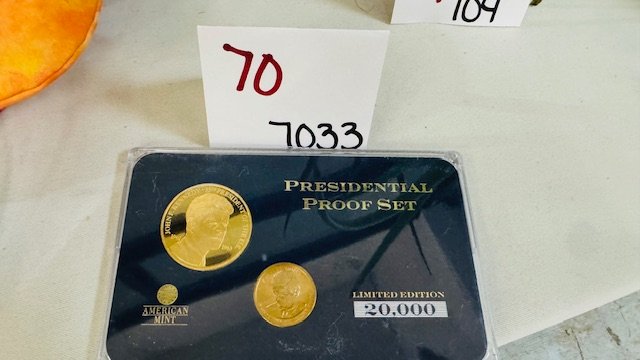 104
70
7033
PRESIDENTIAL
PROOF SET
AMERICAN
MINT
LIMITED EDITION
20,000